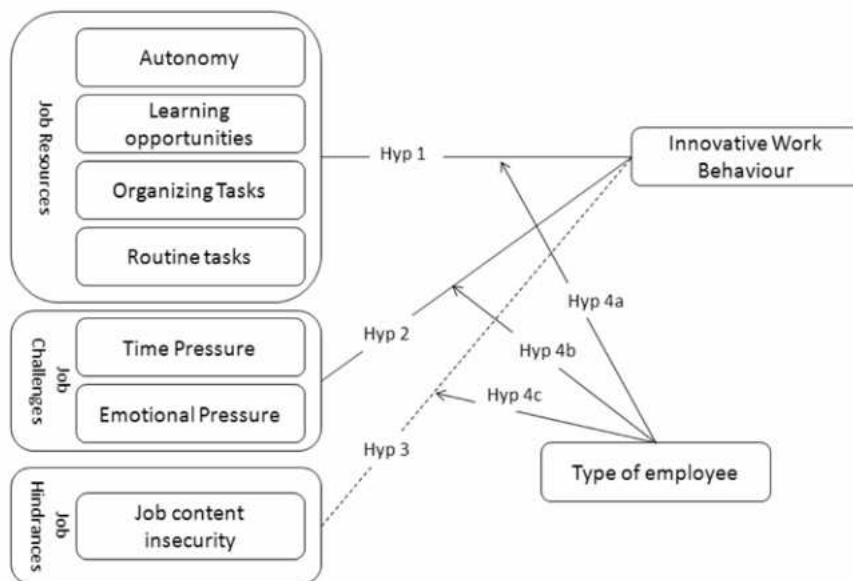 Job Resources
Autonomy
Learning
opportunities
Organizing Tasks
Routine tasks
Job
Challenges
Time Pressure
Emotional Pressure
Job
Hindrances
Job content
insecurity
Hyp 1
Hyp 2
Hyp 3
Innovative Work
Behaviour
Hyp 4a
Hyp 4b
Hyp 4c
Type of employee